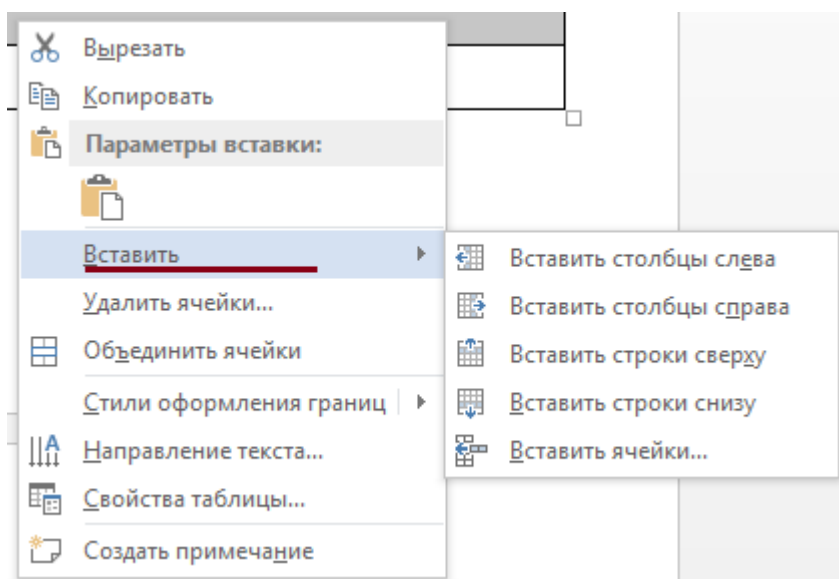 Вырезать
Копировать
Параметры вставки:
Вставить
Удалить ячейки...
Объединить ячейки
Стили оформления границ
Направление текста...
Свойства таблицы...
Создать примечание
Вставить столбцы слева
Вставить столбцы справа
Вставить строки сверху
Вставить строки снизу
Вставить ячейки...